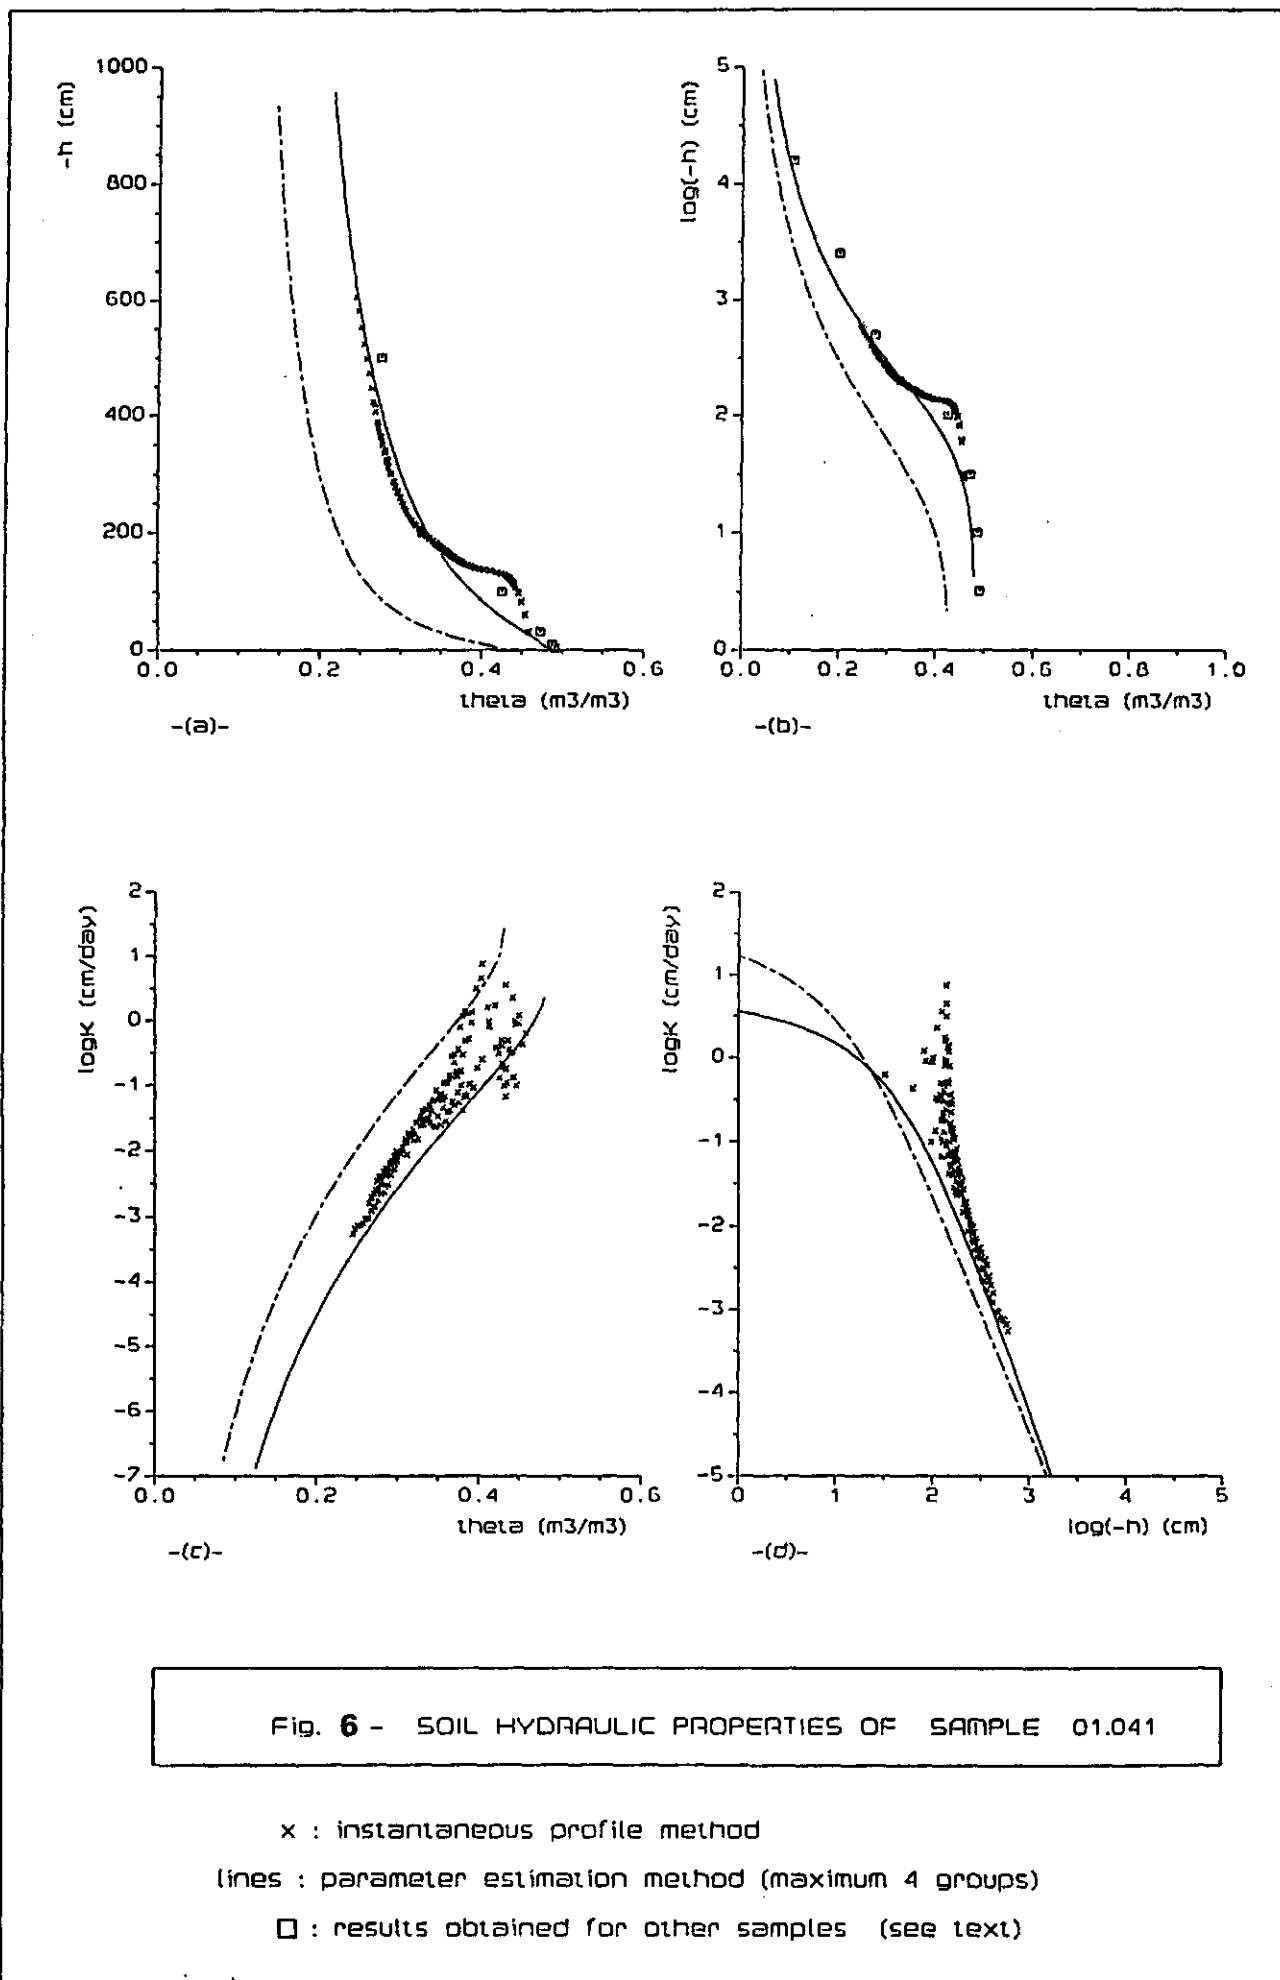 1000
800
600
400
200
0
-h (cm)
0.0 0.2 0.4 0.6
theta (m3/m3)
-(a)-
5
4
3
2
1
0
log(-h) (cm)
0.0 0.2 0.4 0.6 0.8 1.0
theta (m3/m3)
-(b)-
2
1
0
-1
-2
-3
-4
-5
-6
-7
logK (cm/day)
0.0 0.2 0.4 0.6
theta (m3/m3)
-(c)-
2
1
0
-1
-2
-3
-4
-5
logK (cm/day)
0 1 2 3 4 5
log(-h) (cm)
-(d)-
Fig. 6 - SOIL HYDRAULIC PROPERTIES OF SAMPLE 01.041
x : instantaneous profile method
lines : parameter estimation method (maximum 4 groups)
□ : results obtained for other samples (see text)